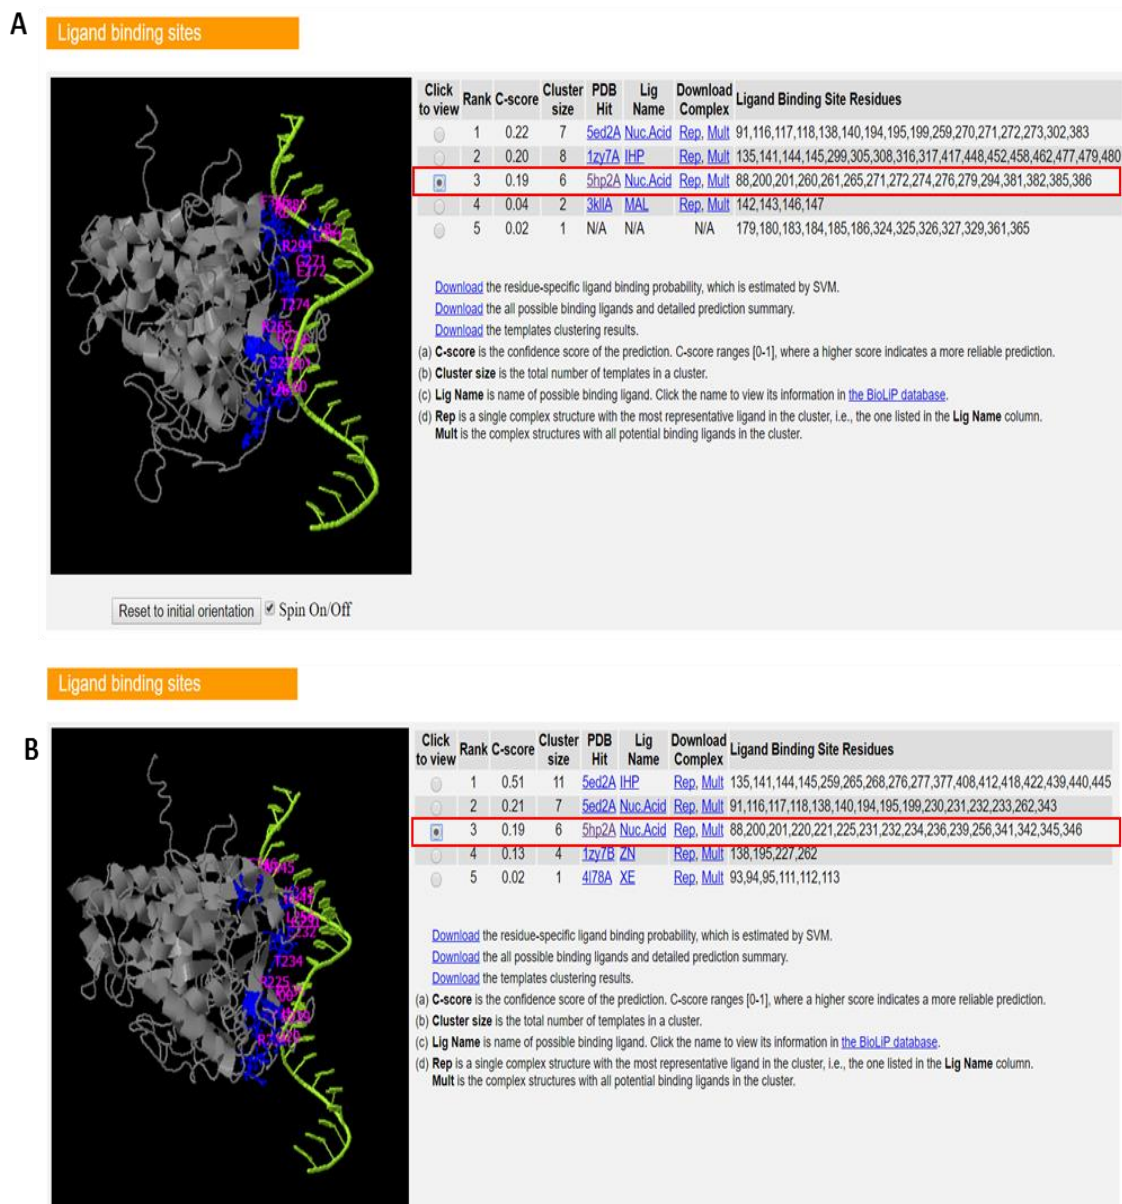 A
Ligand binding sites
Click to view Rank C-score Cluster size PDB Hit Lig Name Download Complex Ligand Binding Site Residues
1 0.22 7 5ed2A Nuc.Acid Rep, Mult 91,116,117,118,138,140,194,195,199,259,270,271,272,273,302,383
2 0.20 8 1zy7A IHP Rep, Mult 135,141,144,145,299,305,308,316,317,417,448,452,458,462,477,479,480
3 0.19 6 5hp2A Nuc.Acid Rep, Mult 88,200,201,260,261,265,271,272,274,276,279,294,381,382,385,386
4 0.04 2 3kllA MAL Rep, Mult 142,143,146,147
5 0.02 1 N/A N/A N/A 179,180,183,184,185,186,324,325,326,327,329,361,365
R294
G271
E272
T274
R265
Download the residue-specific ligand binding probability, which is estimated by SVM.
Download the all possible binding ligands and detailed prediction summary.
Download the templates clustering results.
(a) C-score is the confidence score of the prediction. C-score ranges [0-1], where a higher score indicates a more reliable prediction.
(b) Cluster size is the total number of templates in a cluster.
(c) Lig Name is name of possible binding ligand. Click the name to view its information in the BioLiP database.
(d) Rep is a single complex structure with the most representative ligand in the cluster, i.e., the one listed in the Lig Name column.
Mult is the complex structures with all potential binding ligands in the cluster.
Reset to initial orientation Spin On/Off
Ligand binding sites
B
Click to view Rank C-score Cluster size PDB Hit Lig Name Download Complex Ligand Binding Site Residues
1 0.51 11 5ed2A IHP Rep, Mult 135,141,144,145,259,265,268,276,277,377,408,412,418,422,439,440,445
2 0.21 7 5ed2A Nuc.Acid Rep, Mult 91,116,117,118,138,140,194,195,199,230,231,232,233,262,343
3 0.19 6 5hp2A Nuc.Acid Rep, Mult 88,200,201,220,221,225,231,232,234,236,239,256,341,342,345,346
4 0.13 4 1zy7B ZN Rep, Mult 138,195,227,262
5 0.02 1 4l78A XE Rep, Mult 93,94,95,111,112,113
T234
R225
Download the residue-specific ligand binding probability, which is estimated by SVM.
Download the all possible binding ligands and detailed prediction summary.
Download the templates clustering results.
(a) C-score is the confidence score of the prediction. C-score ranges [0-1], where a higher score indicates a more reliable prediction.
(b) Cluster size is the total number of templates in a cluster.
(c) Lig Name is name of possible binding ligand. Click the name to view its information in the BioLiP database.
(d) Rep is a single complex structure with the most representative ligand in the cluster, i.e., the one listed in the Lig Name column.
Mult is the complex structures with all potential binding ligands in the cluster.